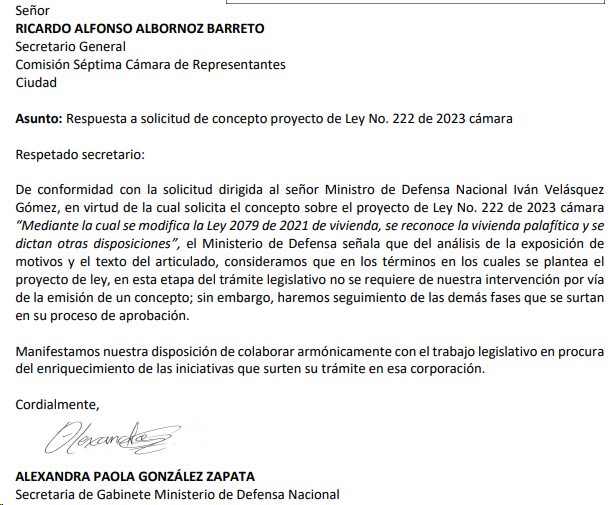 Señor
RICARDO ALFONSO ALBORNOZ BARRETO
Secretario General
Comisión Séptima Cámara de Representantes
Ciudad
Asunto: Respuesta a solicitud de concepto proyecto de Ley No. 222 de 2023 cámara
Respetado secretario:
De conformidad con la solicitud dirigida al señor Ministro de Defensa Nacional Iván Velásquez
Gómez, en virtud de la cual solicita el concepto sobre el proyecto de Ley No. 222 de 2023 cámara
“Mediante la cual se modifica la Ley 2079 de 2021 de vivienda, se reconoce la vivienda palafítica y se
dictan otras disposiciones”, el Ministerio de Defensa señala que del análisis de la exposición de
motivos y el texto del articulado, consideramos que en los términos en los cuales se plantea el
proyecto de ley, en esta etapa del trámite legislativo no se requiere de nuestra intervención por vía
de la emisión de un concepto; sin embargo, haremos seguimiento de las demás fases que se surtan
en su proceso de aprobación.
Manifestamos nuestra disposición de colaborar armónicamente con el trabajo legislativo en procura
del enriquecimiento de las iniciativas que surten su trámite en esa corporación.
Cordialmente,
ALEXANDRA PAOLA GONZÁLEZ ZAPATA
Secretaria de Gabinete Ministerio de Defensa Nacional